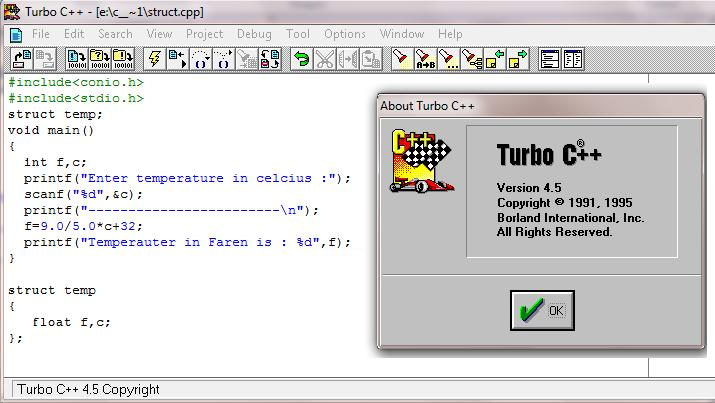 Turbo C++ - [e:\c__~1\struct.cpp]
File Edit Search View Project Debug Tool Options Window Help
#include<conio.h>
#include<stdio.h>
struct temp;
void main()
{
int f,c;
printf("Enter temperature in celcius :");
scanf("%d",&c);
printf("------------------------\n");
f=9.0/5.0*c+32;
printf("Temperauter in Faren is : %d",f);
}
struct temp
{
float f,c;
};
About Turbo C++
C++
Turbo C®++
Version 4.5
Copyright © 1991, 1995
Borland International, Inc.
All Rights Reserved.
OK
Turbo C++ 4.5 Copyright